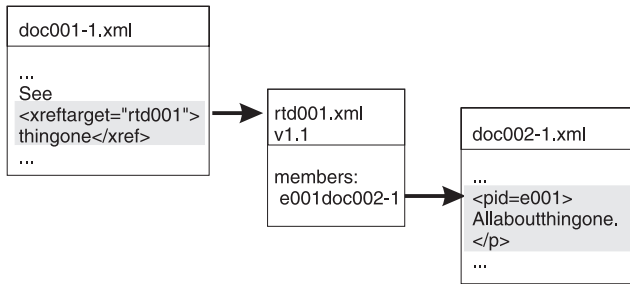 doc001-1.xml
...
See
<xreftarget="rtd001">
thingone</xref>
...
rtd001.xml
v1.1
members:
e001doc002-1
doc002-1.xml
...
<pid=e001>
Allaboutthingone.
</p>
...